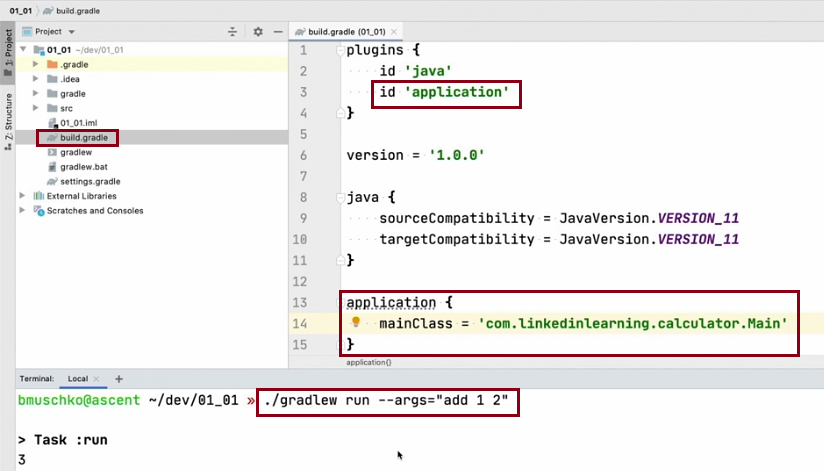 01_01 build.gradle
1: Project
Z: Structure
Project
01_01 ~/dev/01_01
.gradle
.idea
gradle
src
01_01.iml
build.gradle
gradlew
gradlew.bat
settings.gradle
External Libraries
Scratches and Consoles
build.gradle (01_01)
1 plugins {
2 id 'java'
3 id 'application'
4 }
5
6 version = '1.0.0'
7
8 java {
9 sourceCompatibility = JavaVersion.VERSION_11
10 targetCompatibility = JavaVersion.VERSION_11
11 }
12
13 application {
14 mainClass = 'com.linkedinlearning.calculator.Main'
15 }
application{}
Terminal: Local +
bmuschko@ascent ~/dev/01_01 » ./gradlew run --args="add 1 2"
> Task :run
3